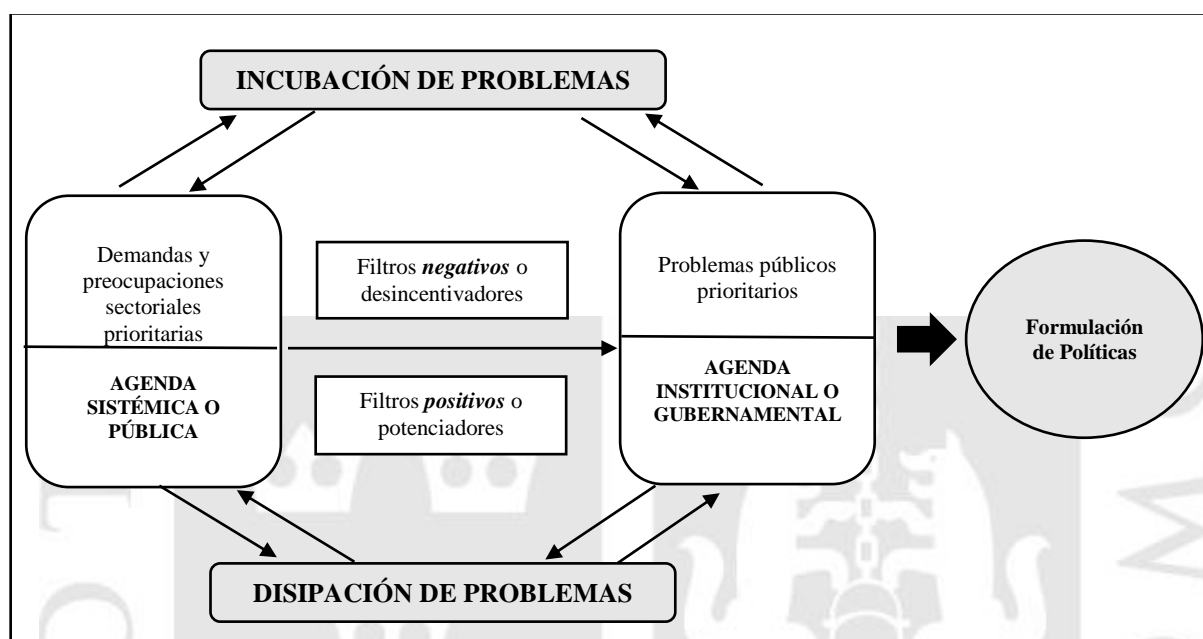 INCUBACIÓN DE PROBLEMAS
Demandas y
preocupaciones
sectoriales
prioritarias
AGENDA
SISTÉMICA O
PÚBLICA
Filtros negativos o
desincentivadores
Filtros positivos o
potenciadores
Problemas públicos
prioritarios
AGENDA
INSTITUCIONAL O
GUBERNAMENTAL
Formulación
de Políticas
DISIPACIÓN DE PROBLEMAS